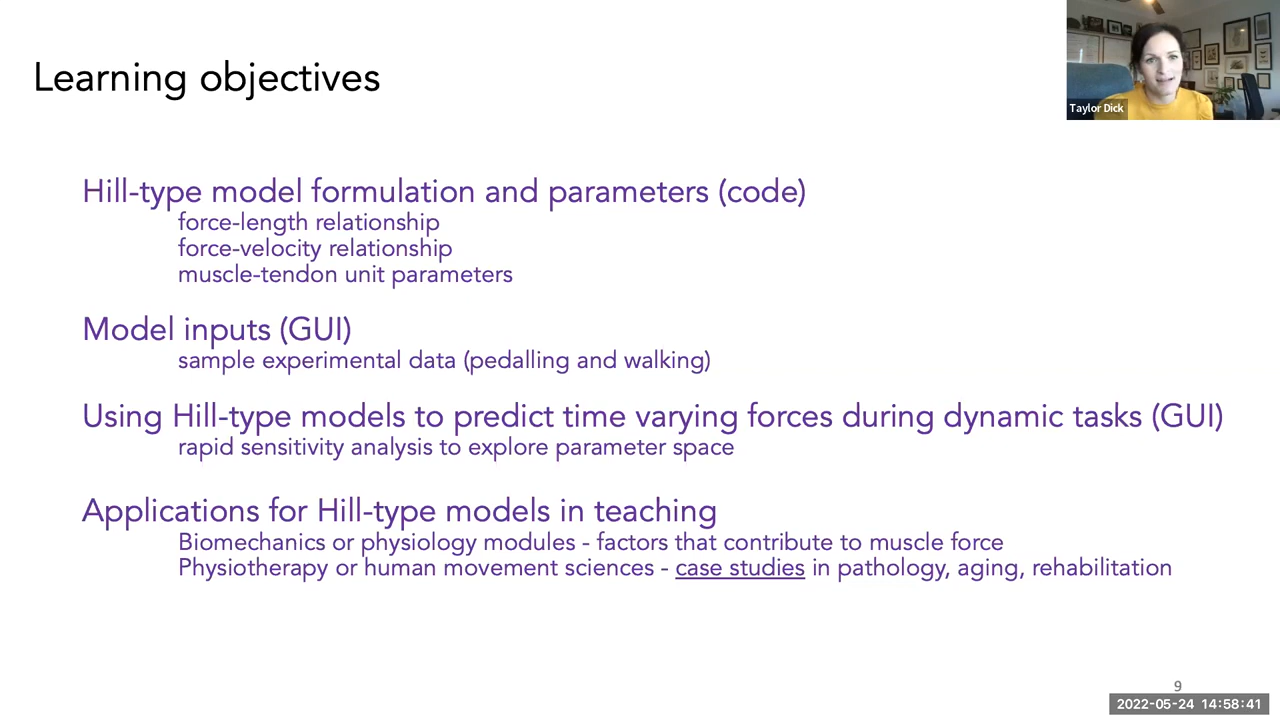 Learning objectives
Taylor Dick
Hill-type model formulation and parameters (code)
force-length relationship
force-velocity relationship
muscle-tendon unit parameters
Model inputs (GUI)
sample experimental data (pedalling and walking)
Using Hill-type models to predict time varying forces during dynamic tasks (GUI)
rapid sensitivity analysis to explore parameter space
Applications for Hill-type models in teaching
Biomechanics or physiology modules - factors that contribute to muscle force
Physiotherapy or human movement sciences - case studies in pathology, aging, rehabilitation
9
2022-05-24 14:58:41